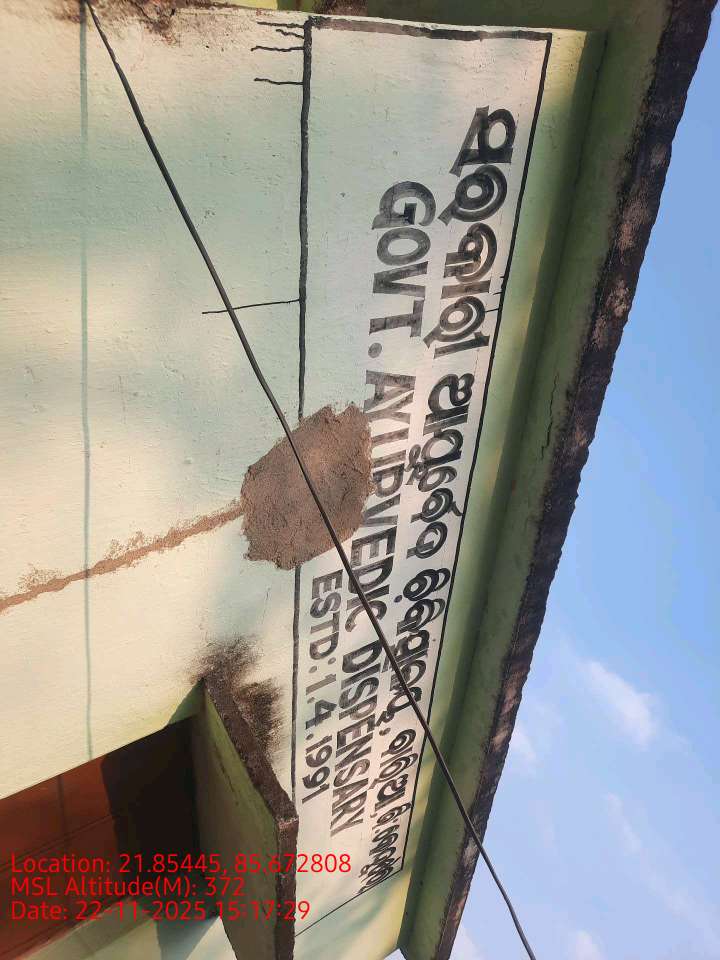 ସରକାରୀ ଆୟୁର୍ବେଦ ଚିକିତ୍ସାଳୟ,
GOVT. AYURVEDIC DISPENSARY
ESTD:1.4.1991
Location: 21.85445, 85.672808
MSL Altitude(M): 372
Date: 22-11-2025 15:17:29